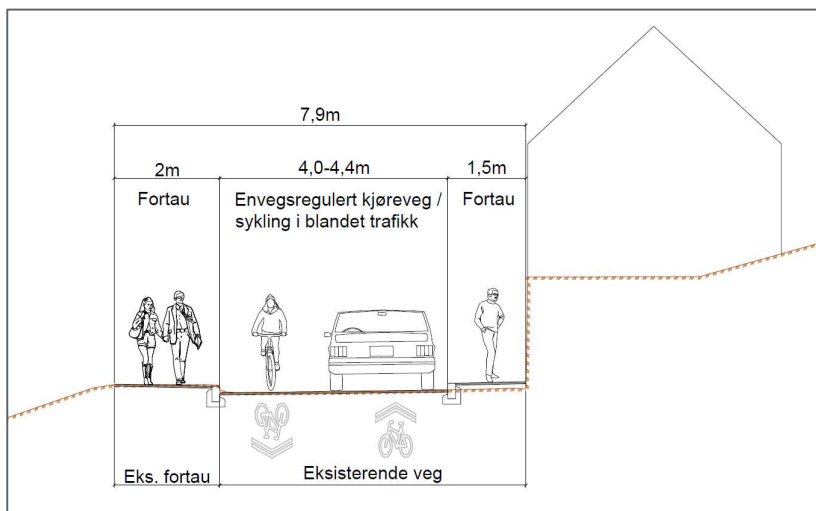 7,9m
2m
4,0-4,4m
1,5m
Fortau
Envegsregulert kjøreveg /
sykling i blandet trafikk
Fortau
Eks. fortau
Eksisterende veg